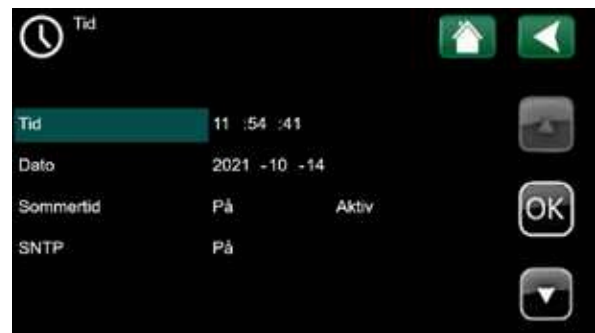 Tid
Tid 11 :54 :41
Dato 2021 -10 -14
Sommertid På Aktiv
OK
SNTP På